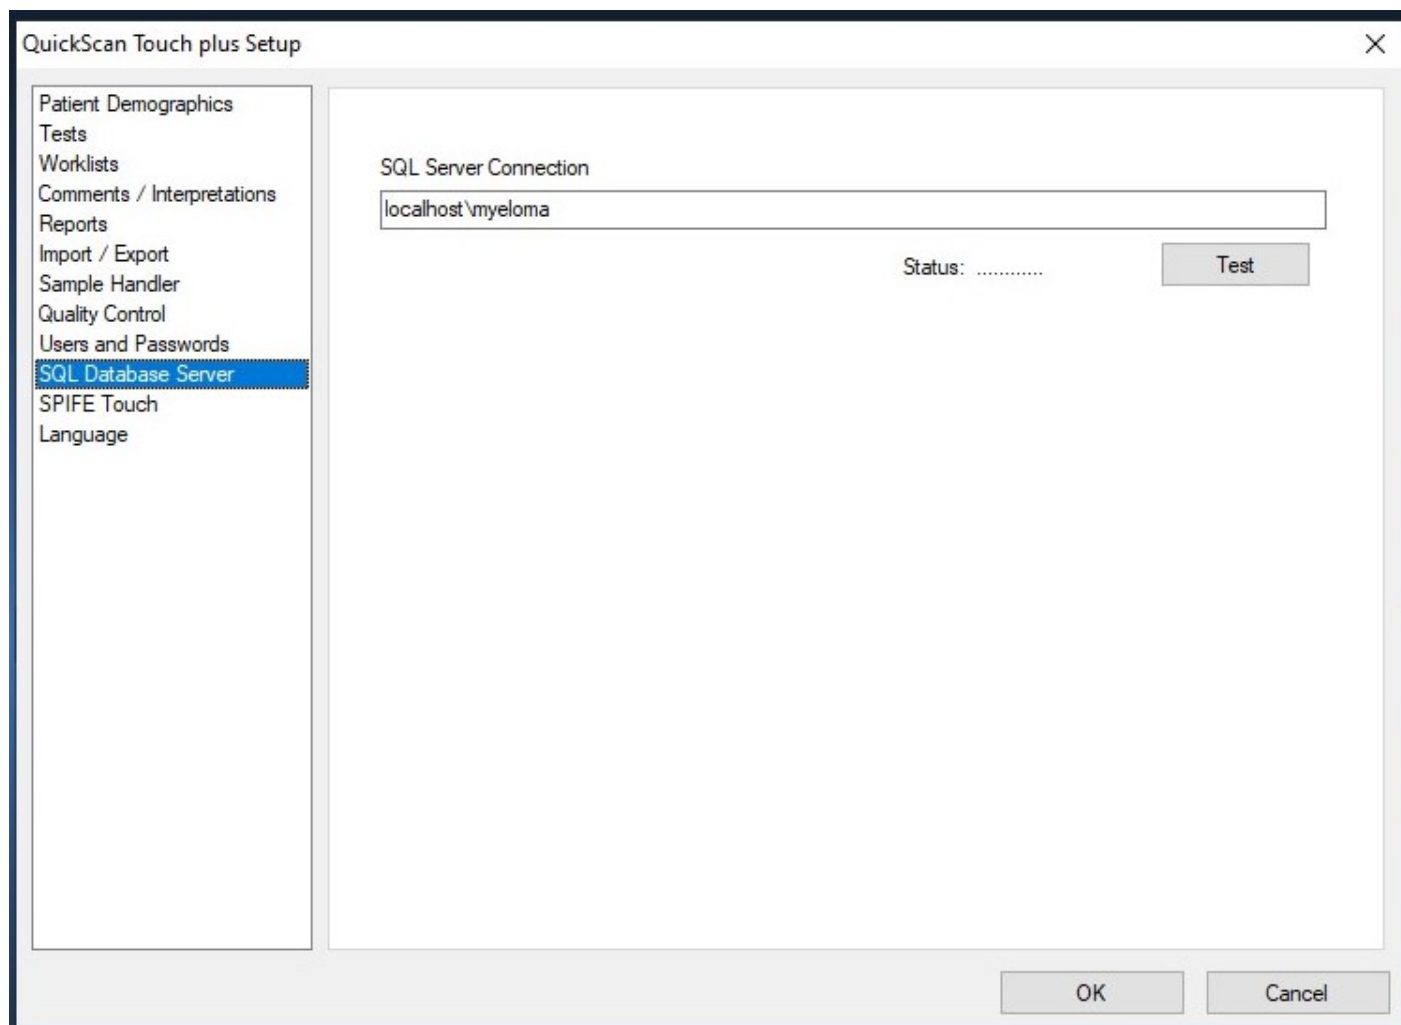 QuickScan Touch plus Setup
Patient Demographics
Tests
Worklists
Comments / Interpretations
Reports
Import / Export
Sample Handler
Quality Control
Users and Passwords
SQL Database Server
SPIFE Touch
Language
SQL Server Connection
localhost\myeloma
Status: ............
Test
OK
Cancel